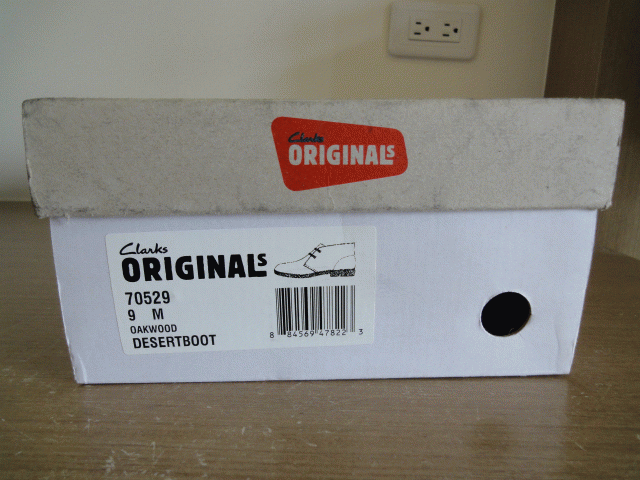 Clarks
ORIGINALS
Clarks
ORIGINALS
70529
9 M
OAKWOOD
DESERTBOOT
8 84569 47822 3